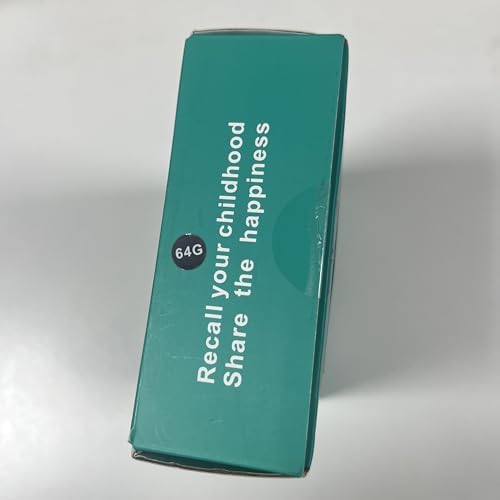 Recall your childhood
Share the happiness
64G